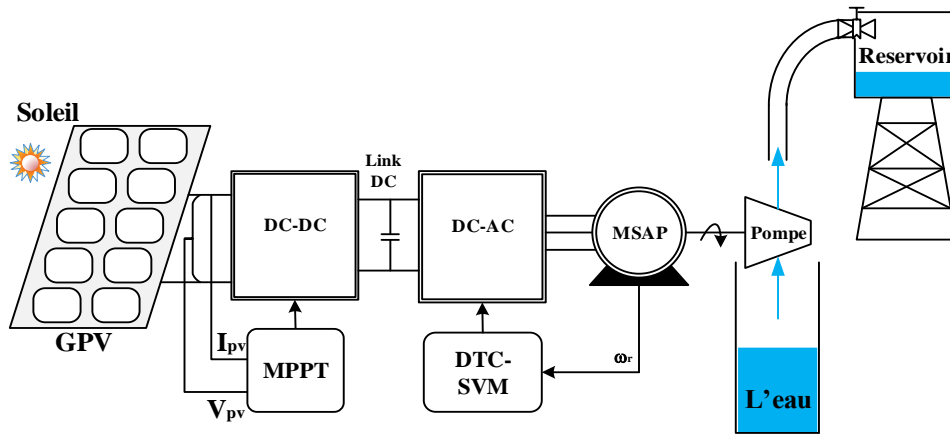 Soleil
GPV
Ipv
Vpv
DC-DC
MPPT
Link
DC
DC-AC
DTC-
SVM
MSAP
ωr
Pompe
L’eau
Reservoir